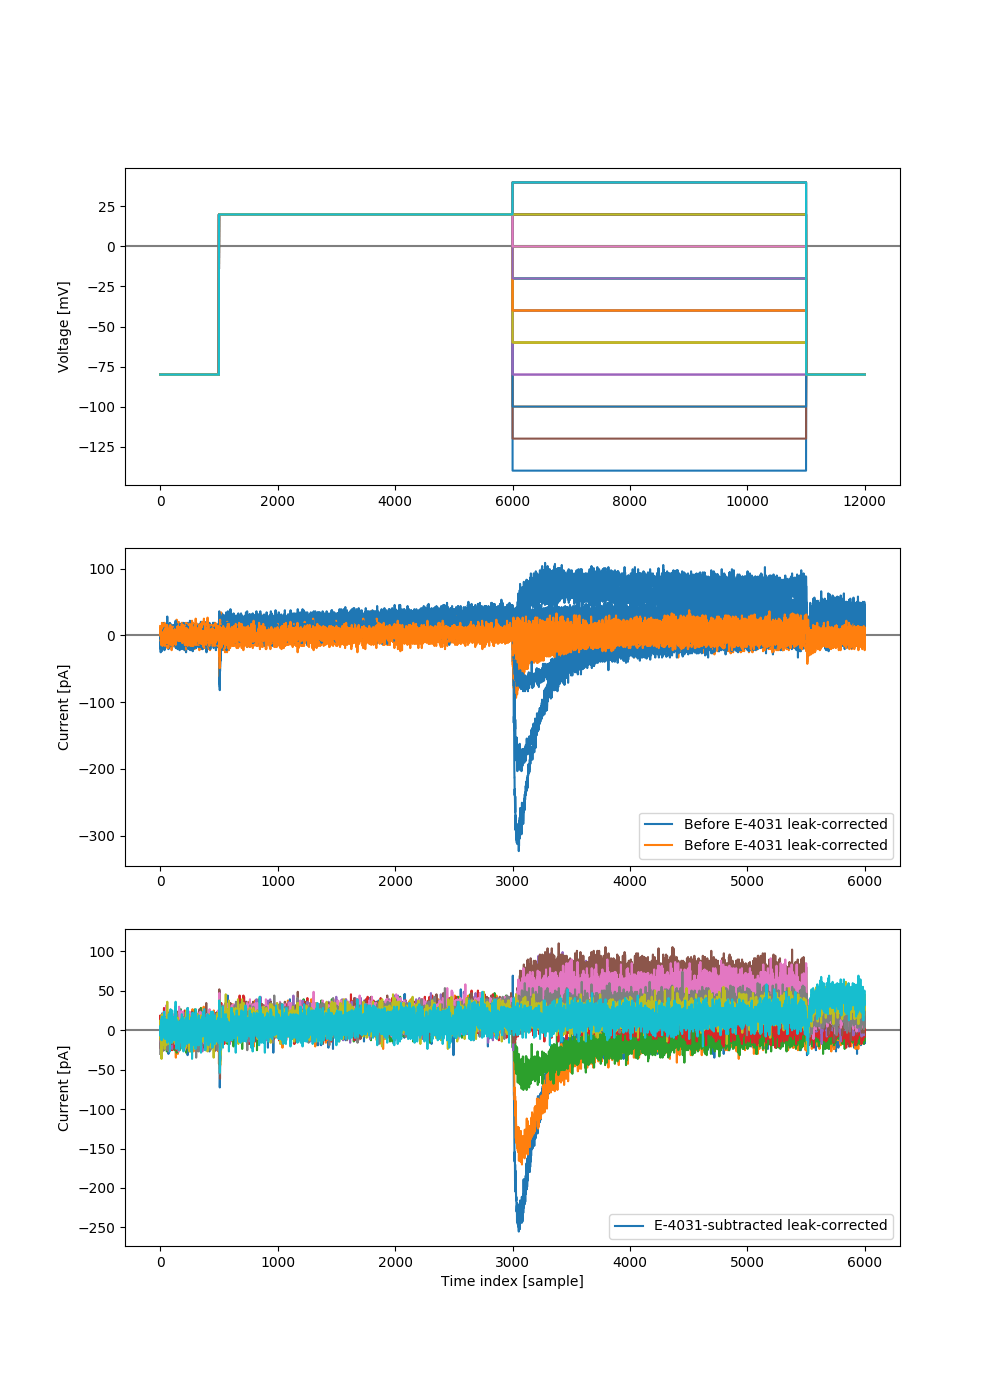 25
0
−25
−50
−75
−100
−125
Voltage [mV]
0 2000 4000 6000 8000 10000 12000
100
0
−100
−200
−300
Current [pA]
Before E-4031 leak-corrected
Before E-4031 leak-corrected
0 1000 2000 3000 4000 5000 6000
100
50
0
−50
−100
−150
−200
−250
Current [pA]
E-4031-subtracted leak-corrected
0 1000 2000 3000 4000 5000 6000
Time index [sample]